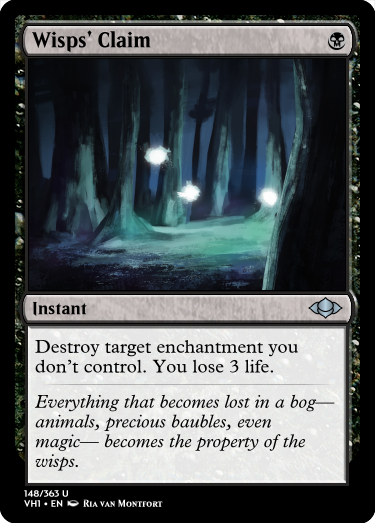 Wisps' Claim
Instant
Destroy target enchantment you
don't control. You lose 3 life.
Everything that becomes lost in a bog—
animals, precious baubles, even
magic— becomes the property of the
wisps.
148/363 U
VH1 • EN Ria van Montfort